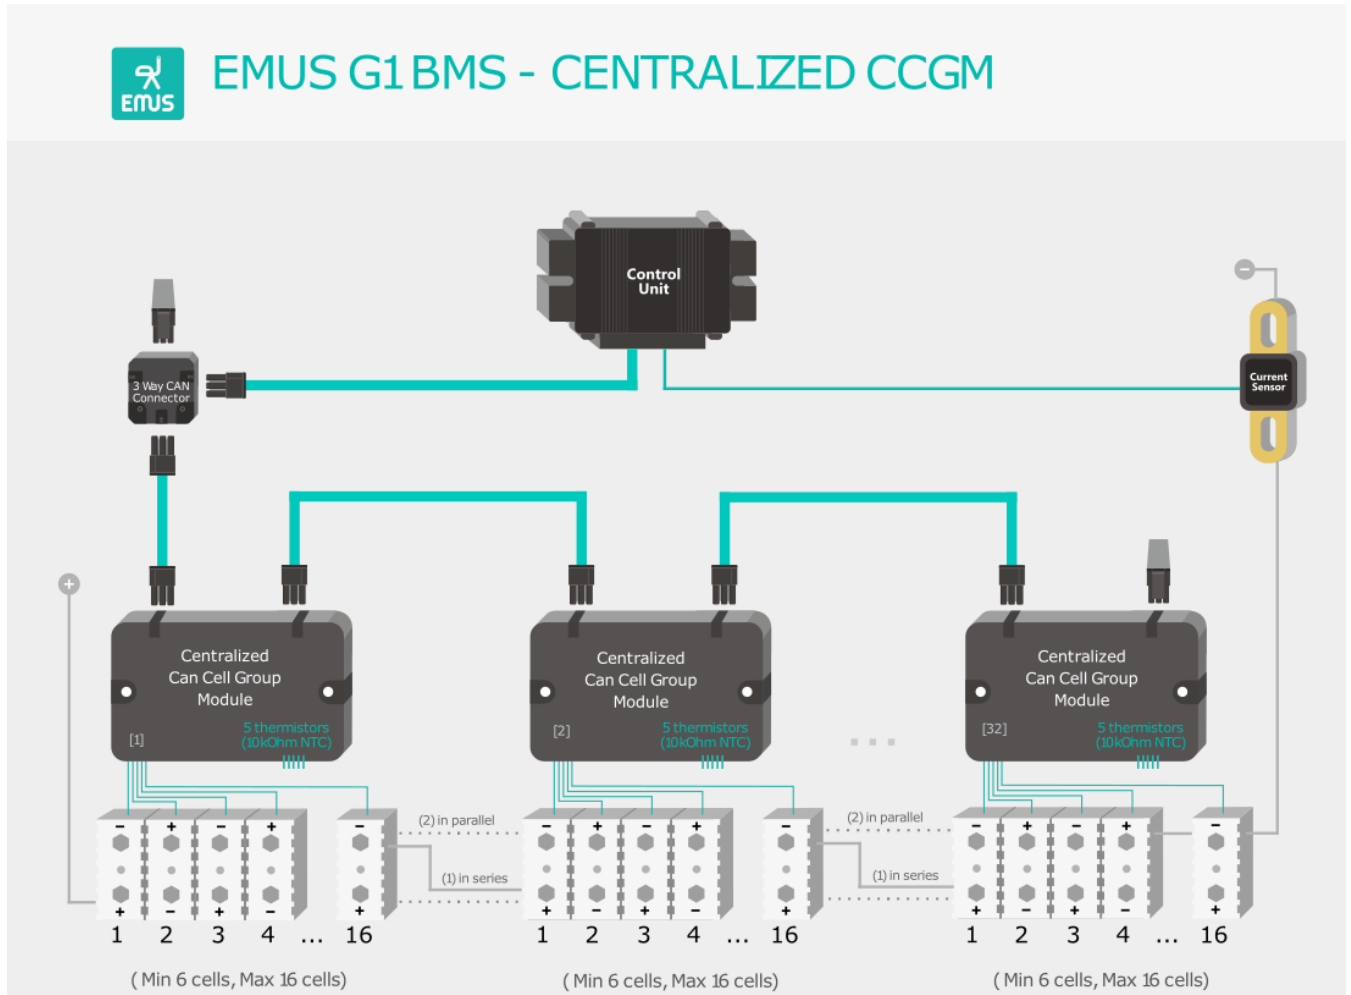 EMUS
EMUS G1 BMS - CENTRALIZED CCGM
Control
Unit
−
3 Way CAN
Connector
Current
Sensor
+
Centralized
Can Cell Group
Module
[1]
5 thermistors
(10kOhm NTC)
Centralized
Can Cell Group
Module
[2]
5 thermistors
(10kOhm NTC)
...
Centralized
Can Cell Group
Module
[32]
5 thermistors
(10kOhm NTC)
− + − + −
(2) in parallel
− + − + −
(2) in parallel
− + − + −
(1) in series
(1) in series
+ − + − +
+ − + − +
+ − + − +
1 2 3 4 ... 16
1 2 3 4 ... 16
1 2 3 4 ... 16
( Min 6 cells, Max 16 cells)
( Min 6 cells, Max 16 cells)
( Min 6 cells, Max 16 cells)